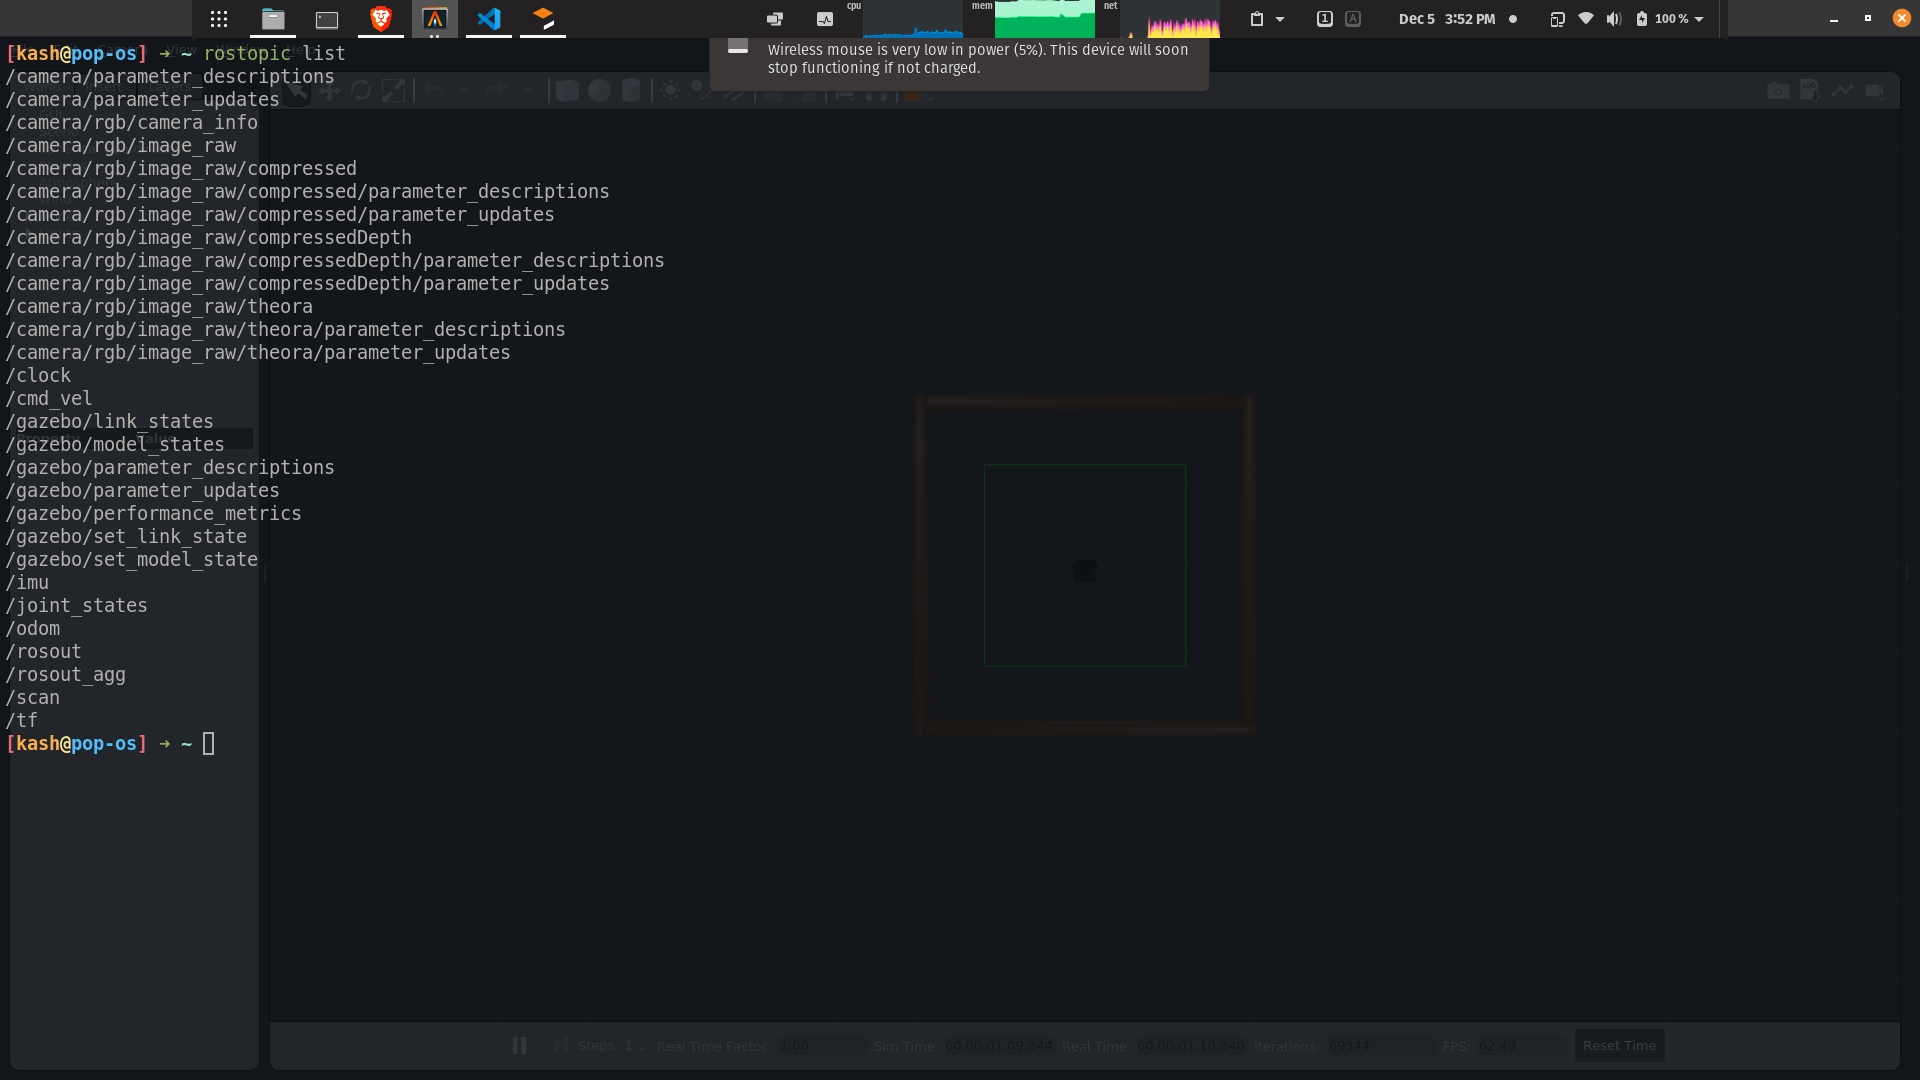 cpu
mem
net
1
A
Dec 5 3:52 PM
100 %
Wireless mouse is very low in power (5%). This device will soon
stop functioning if not charged.
[kash@pop-os] → ~ rostopic list
/camera/parameter_descriptions
/camera/parameter_updates
/camera/rgb/camera_info
/camera/rgb/image_raw
/camera/rgb/image_raw/compressed
/camera/rgb/image_raw/compressed/parameter_descriptions
/camera/rgb/image_raw/compressed/parameter_updates
/camera/rgb/image_raw/compressedDepth
/camera/rgb/image_raw/compressedDepth/parameter_descriptions
/camera/rgb/image_raw/compressedDepth/parameter_updates
/camera/rgb/image_raw/theora
/camera/rgb/image_raw/theora/parameter_descriptions
/camera/rgb/image_raw/theora/parameter_updates
/clock
/cmd_vel
/gazebo/link_states
/gazebo/model_states
/gazebo/parameter_descriptions
/gazebo/parameter_updates
/gazebo/performance_metrics
/gazebo/set_link_state
/gazebo/set_model_state
/imu
/joint_states
/odom
/rosout
/rosout_agg
/scan
/tf
[kash@pop-os] → ~
Property Value
Steps: 1 Real Time Factor: 1.00 Sim Time: 00 00:01:09.344 Real Time: 00 00:01:10.340 Iterations: 69344 FPS: 62.49 Reset Time